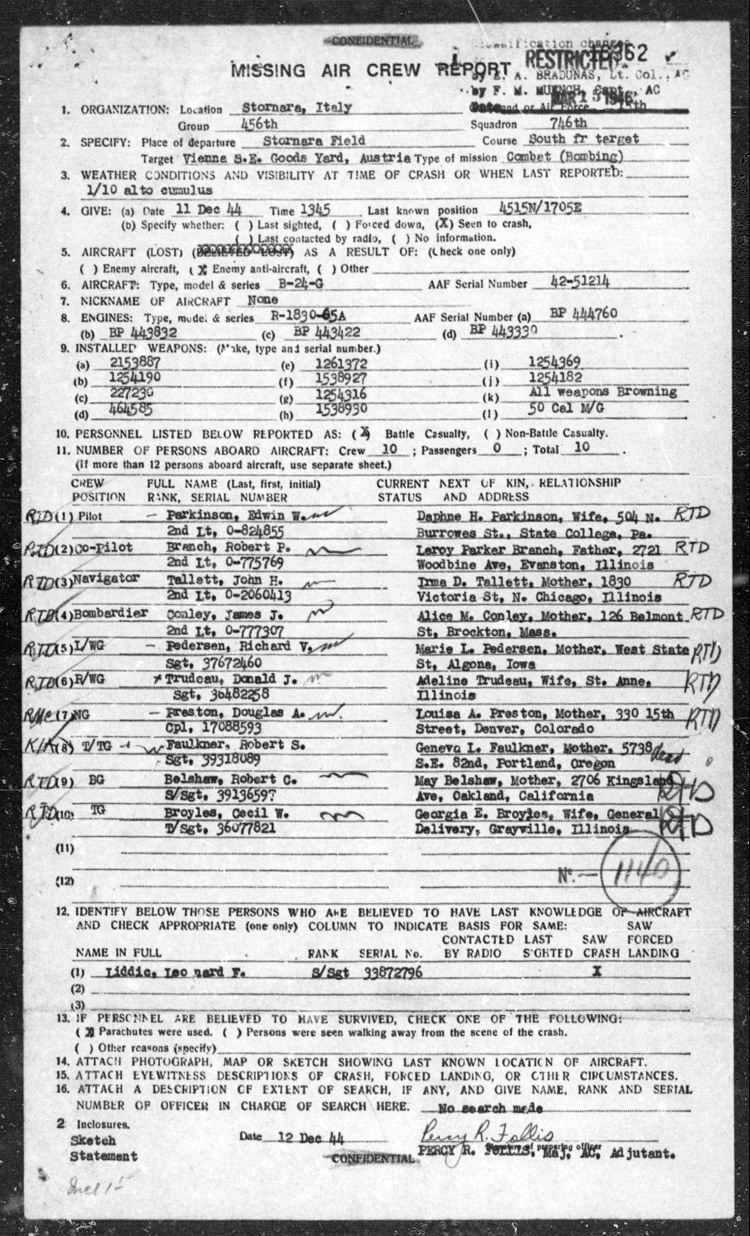 CONFIDENTIAL
Classification changed
RESTRICTED
MISSING AIR CREW REPORT
by E. A. BRADUNAS, Lt. Col., AC
by F. M. MUENCH, Capt., AC
MAR 13 1946
1. ORGANIZATION: Location Stornara, Italy
Group 456th Squadron 746th
2. SPECIFY: Place of departure Stornara Field Course South fr target
Target Vienna S.E. Goods Yard, Austria Type of mission Combat (Bombing)
3. WEATHER CONDITIONS AND VISIBILITY AT TIME OF CRASH OR WHEN LAST REPORTED:
1/10 alto cumulus
4. GIVE: (a) Date 11 Dec 44 Time 1345 Last known position 4515N/1705E
(b) Specify whether: ( ) Last sighted, ( ) Forced down, (X) Seen to crash,
( ) Last contacted by radio, ( ) No information.
5. AIRCRAFT (LOST) (BELIEVED LOST) AS A RESULT OF: (Check one only)
( ) Enemy aircraft, ( X Enemy anti-aircraft, ( ) Other
6. AIRCRAFT: Type, model & series B-24-G AAF Serial Number 42-51214
7. NICKNAME OF AIRCRAFT None
8. ENGINES: Type, model & series R-1830-65A AAF Serial Number (a) BP 444760
(b) BP 443832 (c) BP 443422 (d) BP 443330
9. INSTALLED WEAPONS: (Make, type and serial number.)
(a) 2153887 (e) 1261372 (i) 1254369
(b) 1254190 (f) 1538927 (j) 1254182
(c) 227230 (g) 1254316 (k) All weapons Browning
(d) 464585 (h) 1538930 (l) 50 Cal M/G
10. PERSONNEL LISTED BELOW REPORTED AS: (X) Battle Casualty, ( ) Non-Battle Casualty.
11. NUMBER OF PERSONS ABOARD AIRCRAFT: Crew 10 ; Passengers 0 ; Total 10
(If more than 12 persons aboard aircraft, use separate sheet.)
CREW FULL NAME (Last, first, initial) CURRENT NEXT OF KIN, RELATIONSHIP
POSITION RANK, SERIAL NUMBER STATUS AND ADDRESS
RTD (1) Pilot - Parkinson, Edwin W. Daphne H. Parkinson, Wife, 504 N. RTD
2nd Lt, O-824855 Burrowes St., State College, Pa.
RTD (2) Co-Pilot Branch, Robert P. Leroy Parker Branch, Father, 2721 RTD
2nd Lt, O-775769 Woodbine Ave, Evanston, Illinois
RTD (3) Navigator Tallett, John H. Irma D. Tallett, Mother, 1830 RTD
2nd Lt, O-2060413 Victoria St, N. Chicago, Illinois
RTD (4) Bombardier Conley, James J. Alice M. Conley, Mother, 126 Belmont RTD
2nd Lt, O-777307 St, Brockton, Mass.
RTD (5) L/WG - Pedersen, Richard V. Marie L. Pedersen, Mother, West State RTD
Sgt, 37672460 St, Algona, Iowa
RTD (6) R/WG Trudeau, Donald J. Adeline Trudeau, Wife, St. Anne, RTD
Sgt, 36482258 Illinois
(7) NG - Preston, Douglas A. Louisa A. Preston, Mother, 330 15th RTD
Cpl, 17088593 Street, Denver, Colorado
KIA (8) T/TG Faulkner, Robert S. Geneva L. Faulkner, Mother, 5738 dead
Sgt, 39318089 S.E. 82nd, Portland, Oregon
RTD (9) BG Belshaw, Robert C. May Belshaw, Mother, 2706 Kingsland RTD
S/Sgt, 39136597 Ave, Oakland, California
RTD (10) TG Broyles, Cecil W. Georgia E. Broyles, Wife, General RTD
T/Sgt, 36077821 Delivery, Grayville, Illinois
(11)
(12) No. - 1140
12. IDENTIFY BELOW THOSE PERSONS WHO ARE BELIEVED TO HAVE LAST KNOWLEDGE OF AIRCRAFT
AND CHECK APPROPRIATE (one only) COLUMN TO INDICATE BASIS FOR SAME: SAW
CONTACTED LAST SAW FORCED
NAME IN FULL RANK SERIAL NO. BY RADIO SIGHTED CRASH LANDING
(1) Liddic, Leonard F. S/Sgt 33872796 X
(2)
(3)
13. IF PERSONNEL ARE BELIEVED TO HAVE SURVIVED, CHECK ONE OF THE FOLLOWING:
( X Parachutes were used. ( ) Persons were seen walking away from the scene of the crash.
( ) Other reasons (specify)
14. ATTACH PHOTOGRAPH, MAP OR SKETCH SHOWING LAST KNOWN LOCATION OF AIRCRAFT.
15. ATTACH EYEWITNESS DESCRIPTIONS OF CRASH, FORCED LANDING, OR OTHER CIRCUMSTANCES.
16. ATTACH A DESCRIPTION OF EXTENT OF SEARCH, IF ANY, AND GIVE NAME, RANK AND SERIAL
NUMBER OF OFFICER IN CHARGE OF SEARCH HERE. No search made
2 Inclosures.
Sketch Date 12 Dec 44 Percy R. Follis
Statement PERCY R. FOLLIS, Maj, AC, Adjutant.
CONFIDENTIAL
Incl 15